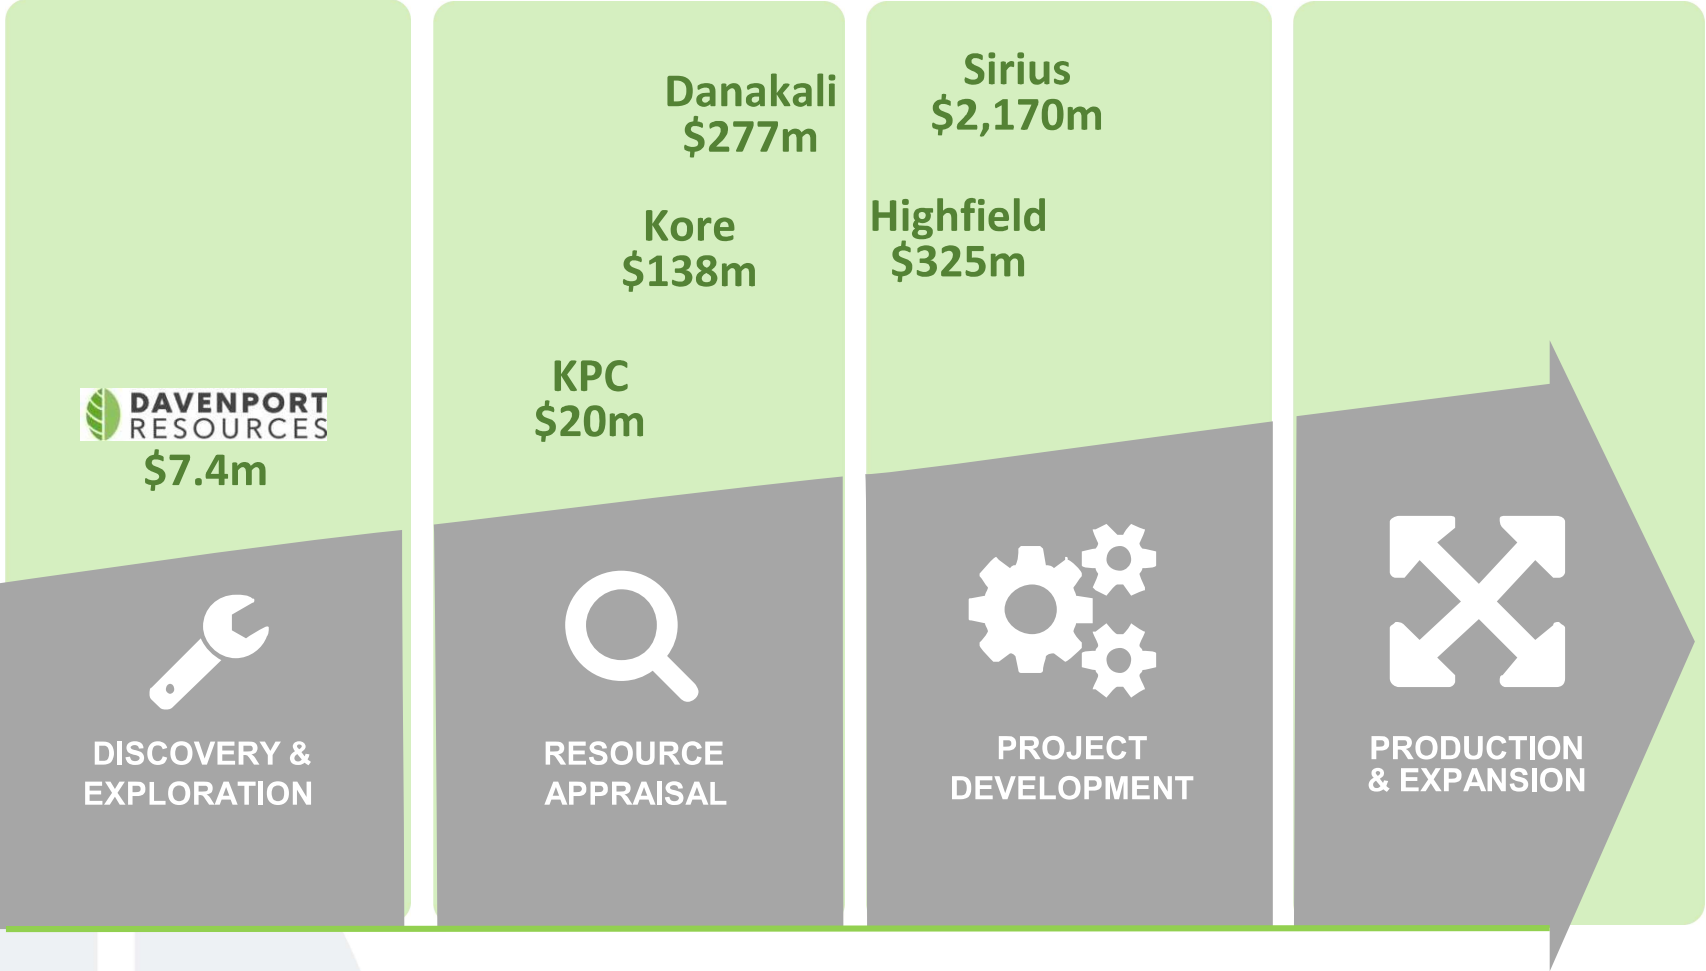 DAVENPORT
RESOURCES
$7.4m
DISCOVERY &
EXPLORATION
Danakali
$277m
Kore
$138m
KPC
$20m
RESOURCE
APPRAISAL
Sirius
$2,170m
Highfield
$325m
PROJECT
DEVELOPMENT
PRODUCTION
& EXPANSION